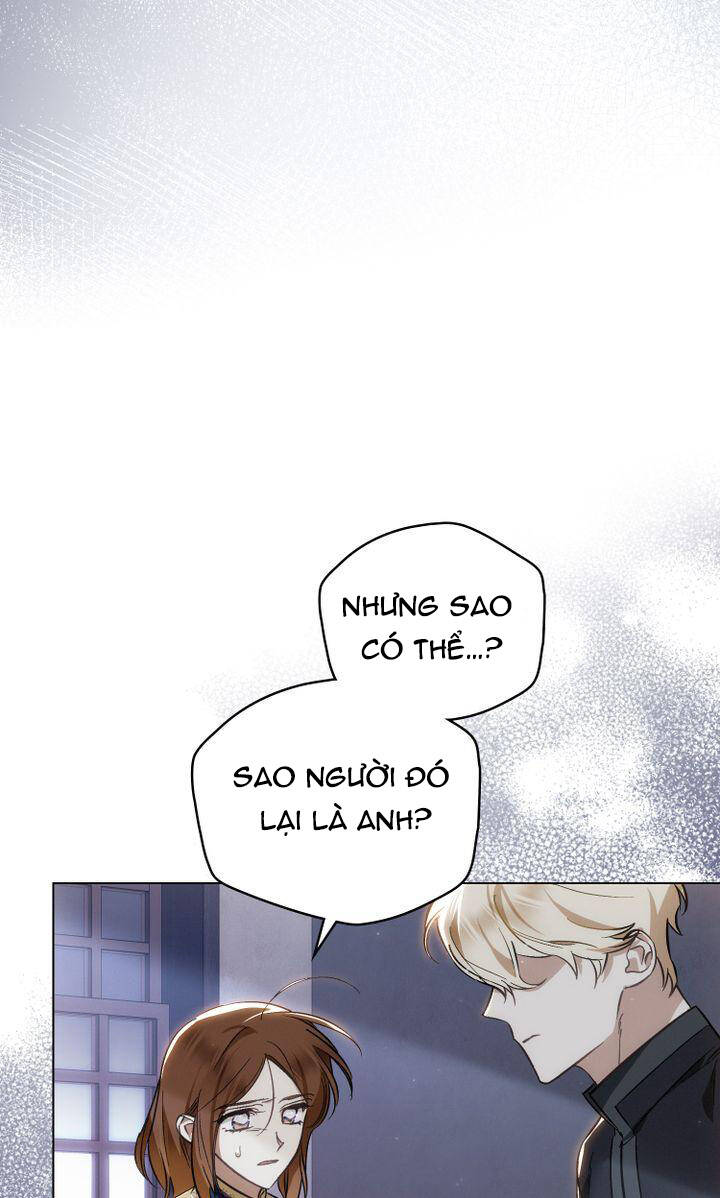 NHƯNG SAO
CÓ THỂ...?
SAO NGƯỜI ĐÓ
LẠI LÀ ANH?